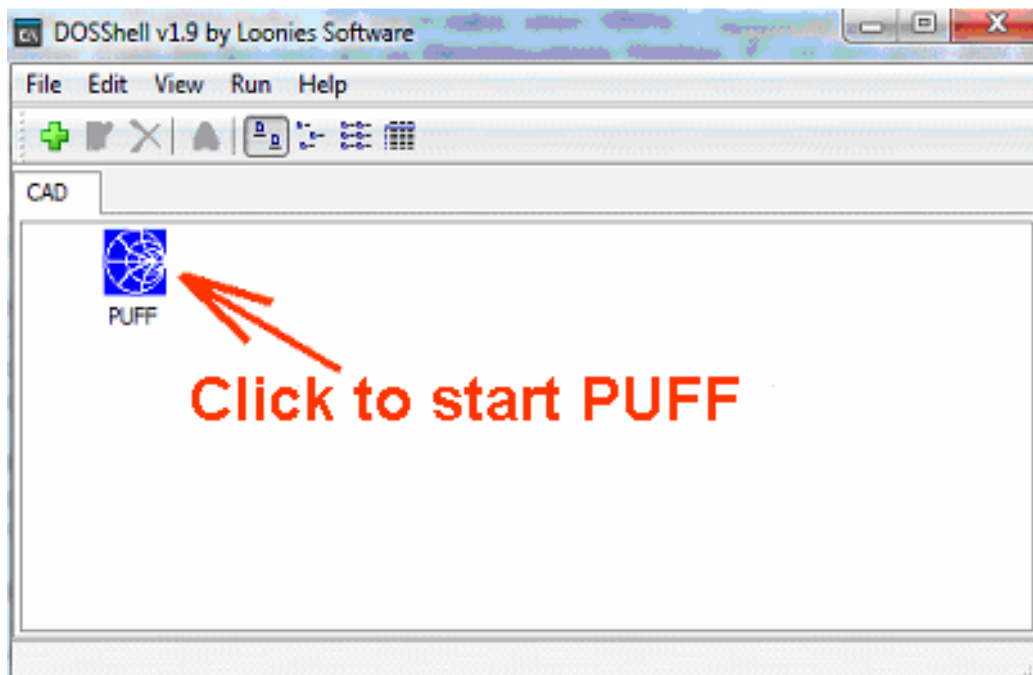 DOSShell v1.9 by Loonies Software
File Edit View Run Help
CAD
PUFF
Click to start PUFF